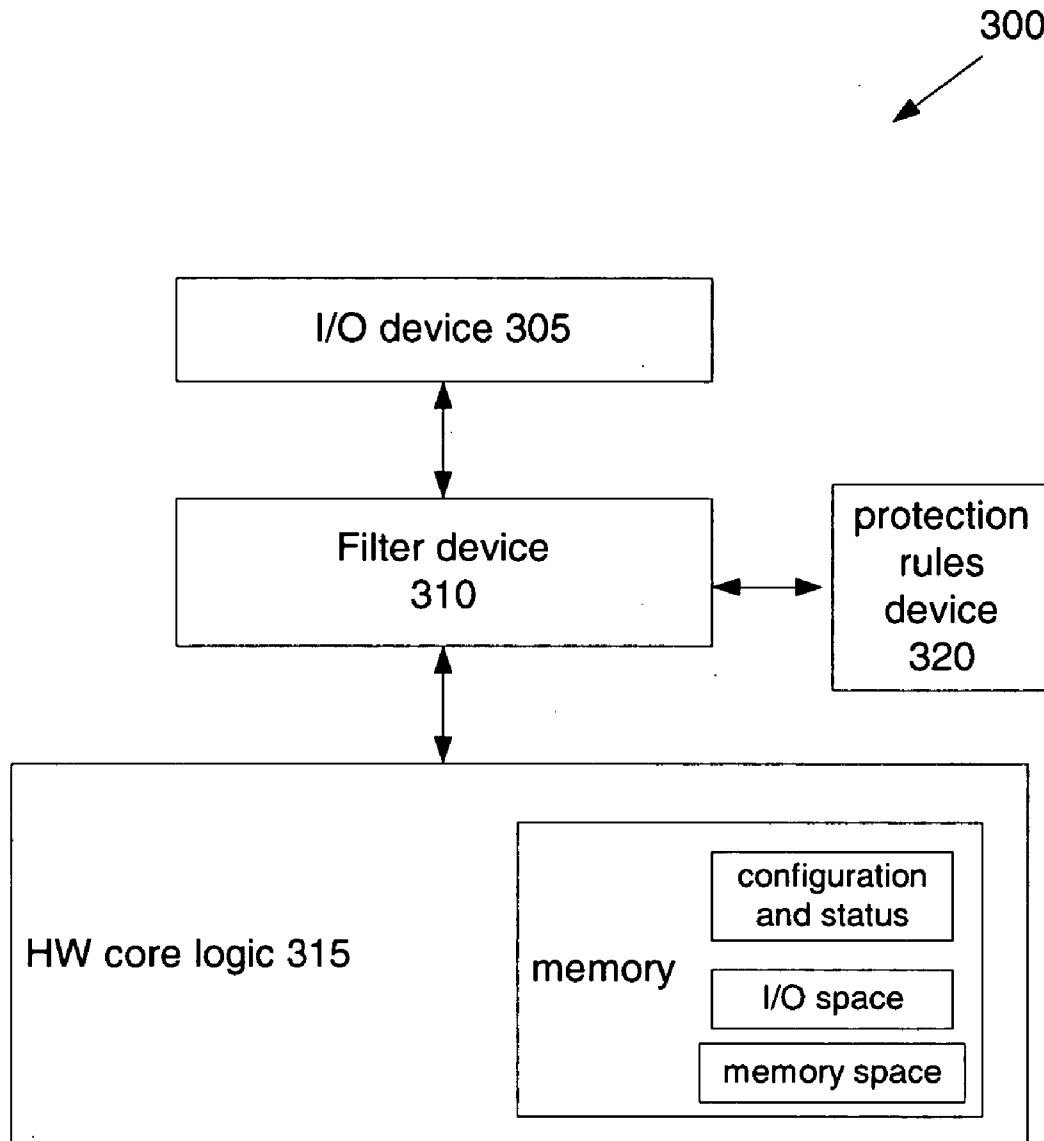 300
I/O device 305
Filter device
310
protection
rules
device
320
HW core logic 315
memory
configuration
and status
I/O space
memory space